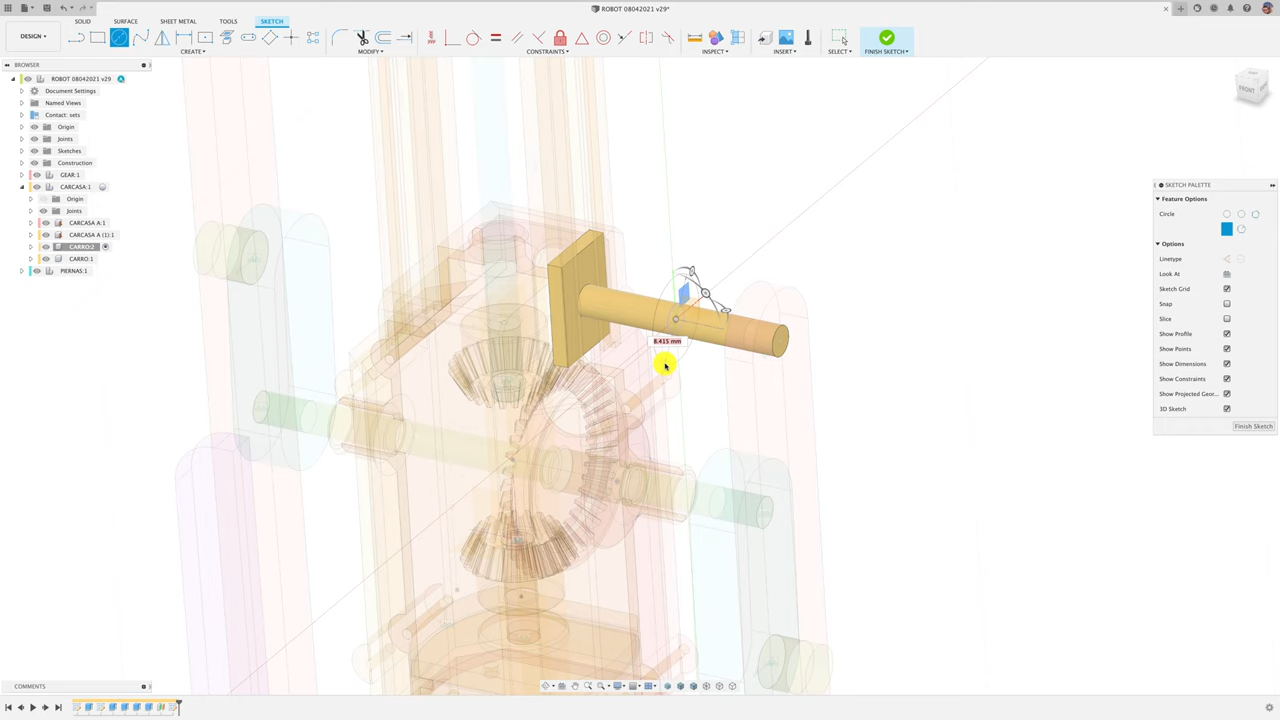 ROBOT 08042021 v29*
DESIGN
SOLID
SURFACE
SHEET METAL
TOOLS
SKETCH
CREATE
MODIFY
CONSTRAINTS
INSPECT
INSERT
SELECT
FINISH SKETCH
BROWSER
ROBOT 08042021 v29
Document Settings
Named Views
Contact: sets
Origin
Joints
Sketches
Construction
GEAR:1
CARCASA:1
Origin
Joints
CARCASA A:1
CARCASA A (1):1
CARRO:2
CARRO:1
PIERNAS:1
FRONT
8.415 mm
SKETCH PALETTE
Feature Options
Circle
Options
Linetype
Look At
Sketch Grid
Snap
Slice
Show Profile
Show Points
Show Dimensions
Show Constraints
Show Projected Geor...
3D Sketch
Finish Sketch
COMMENTS